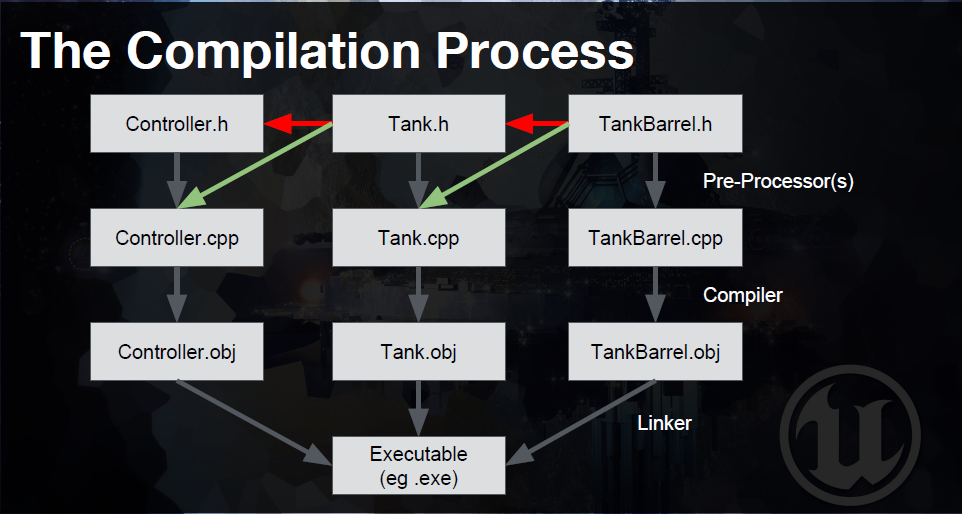 The Compilation Process
Controller.h
Tank.h
TankBarrel.h
Pre-Processor(s)
Controller.cpp
Tank.cpp
TankBarrel.cpp
Compiler
Controller.obj
Tank.obj
TankBarrel.obj
Linker
Executable
(eg .exe)